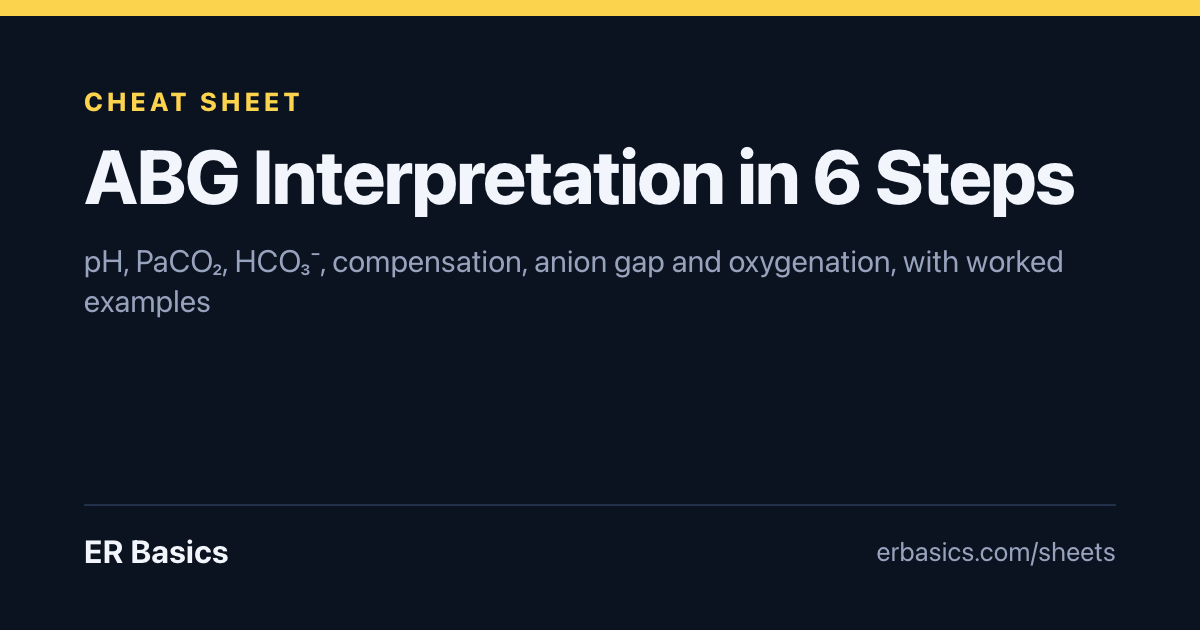 CHEAT SHEET
ABG Interpretation in 6 Steps
pH, PaCO₂, HCO₃⁻, compensation, anion gap and oxygenation, with worked
examples
ER Basics
erbasics.com/sheets